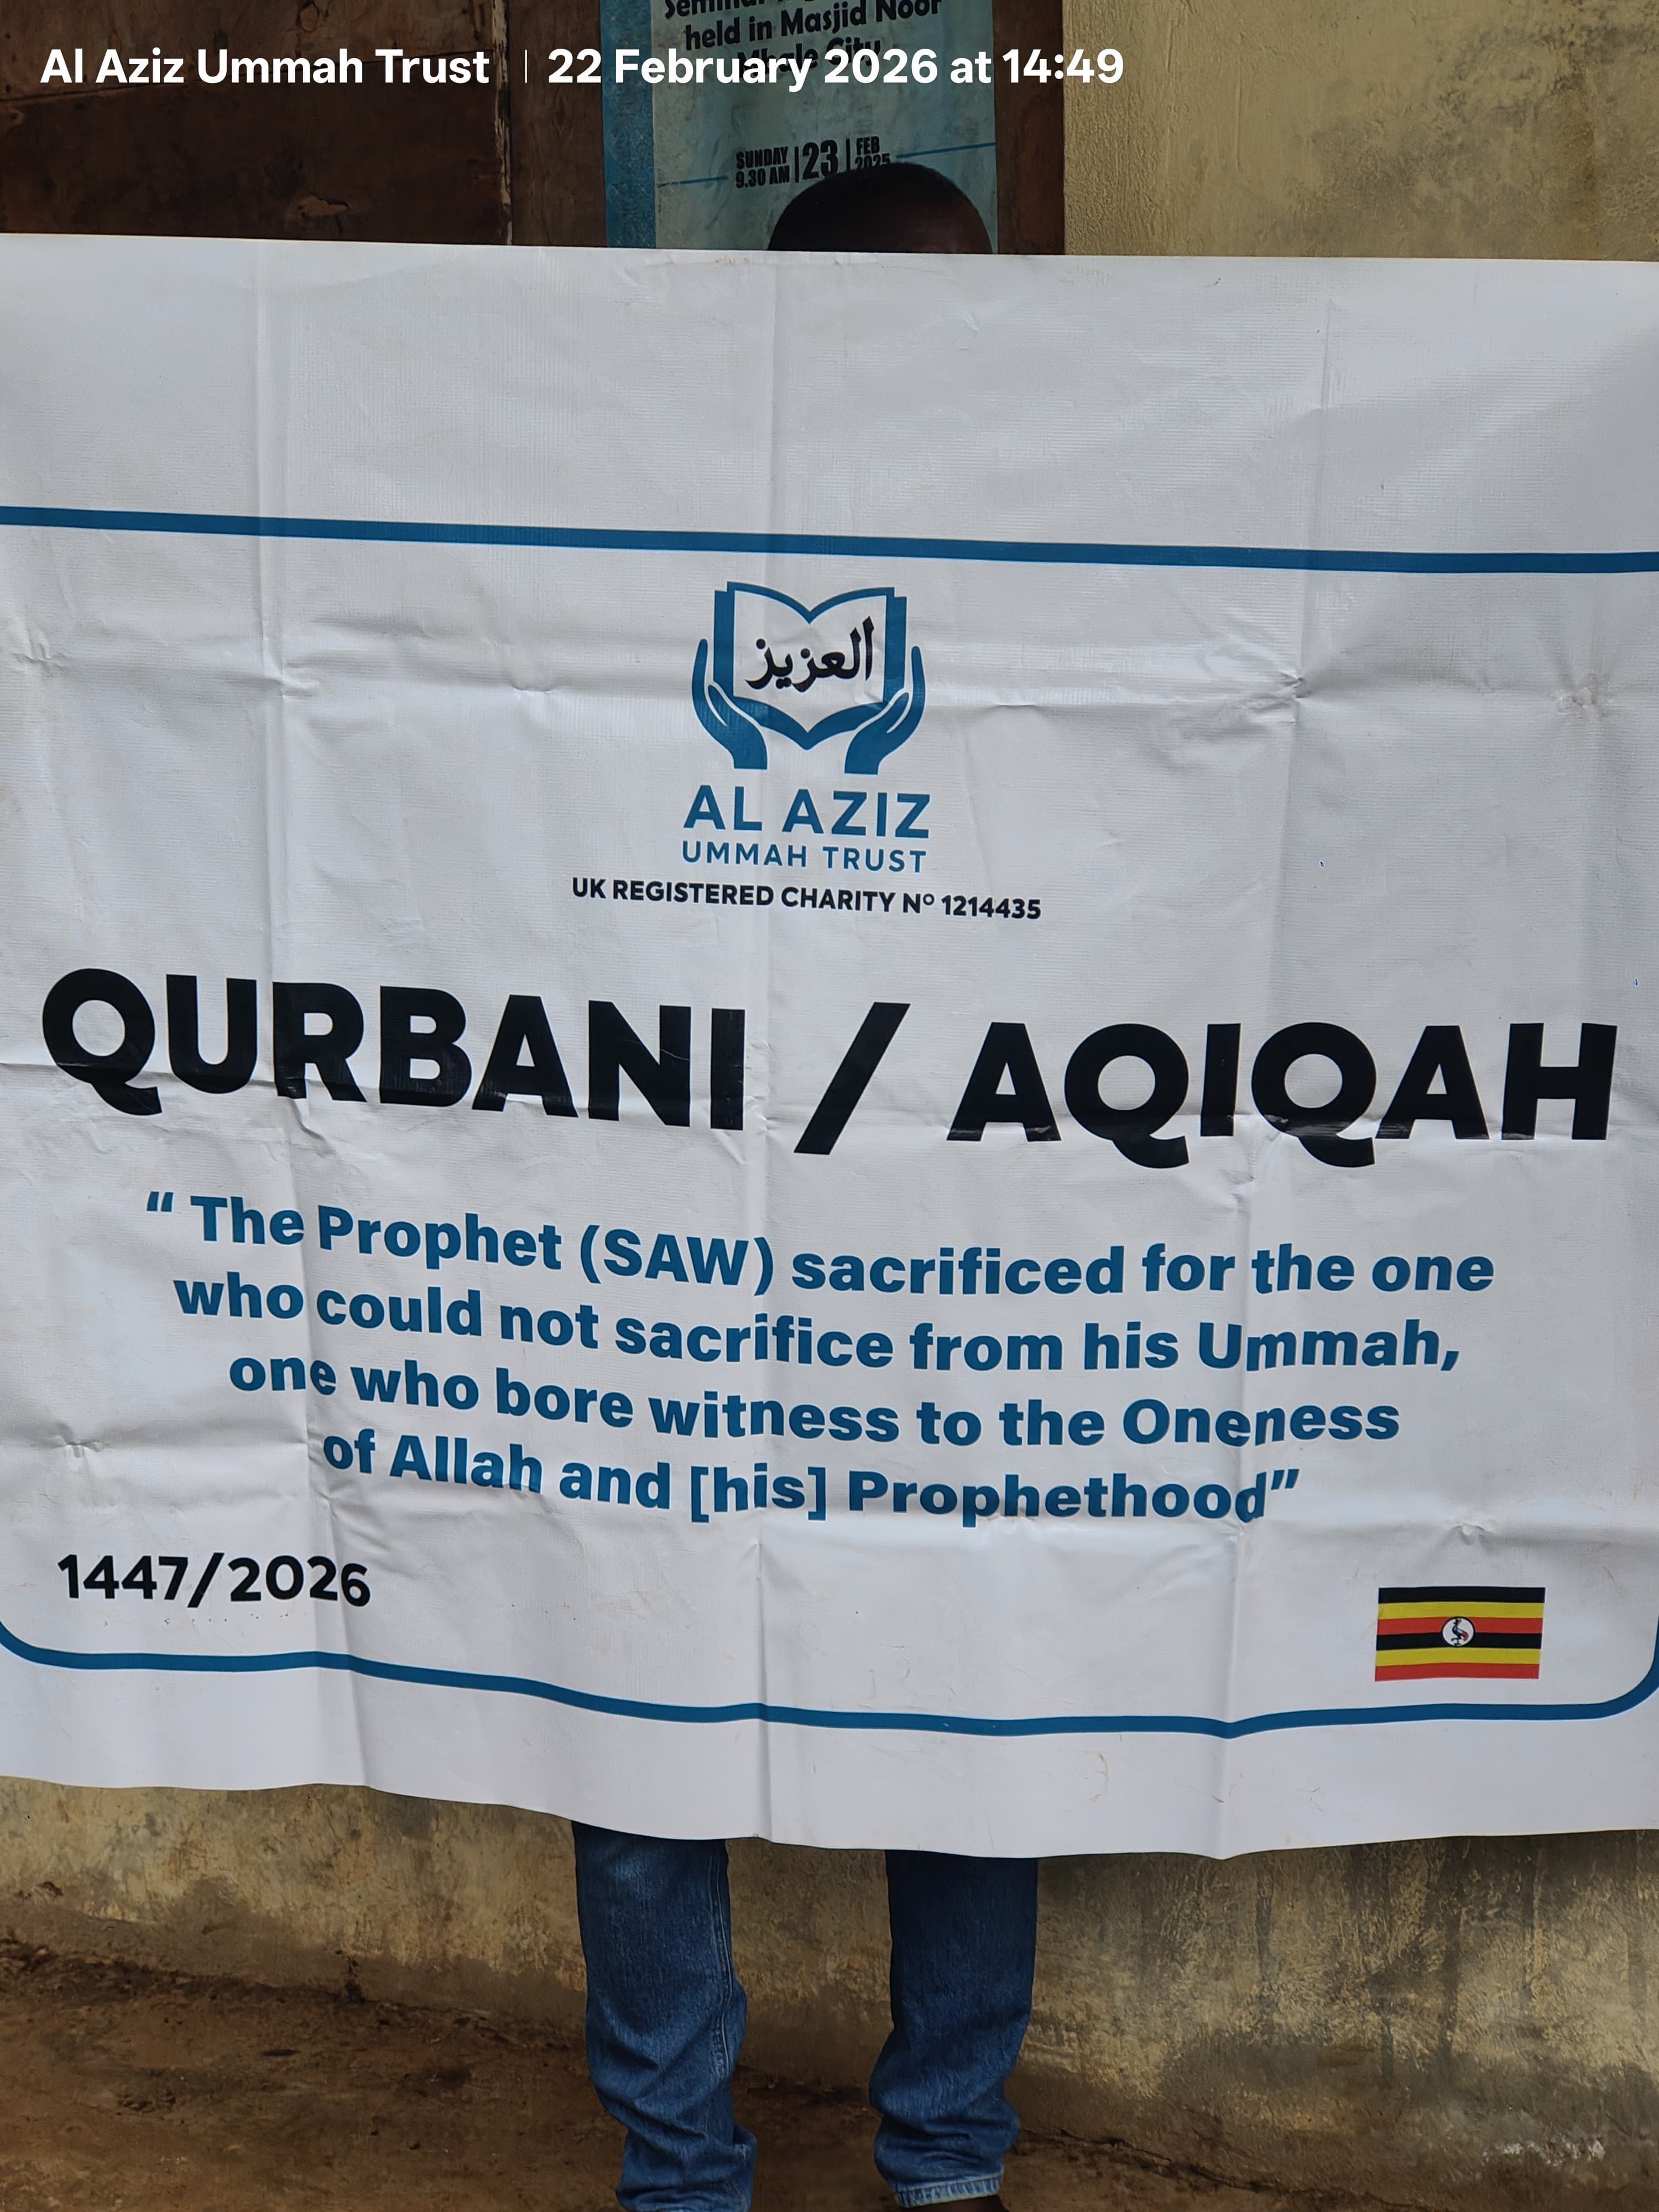 Al Aziz Ummah Trust | 22 February 2026 at 14:49
held in Masjid Noor
Mbale City
SUNDAY | 23 | FEB
9.30 AM 2025
العزيز
AL AZIZ
UMMAH TRUST
UK REGISTERED CHARITY Nº 1214435
QURBANI / AQIQAH
“ The Prophet (SAW) sacrificed for the one
who could not sacrifice from his Ummah,
one who bore witness to the Oneness
of Allah and [his] Prophethood”
1447/2026